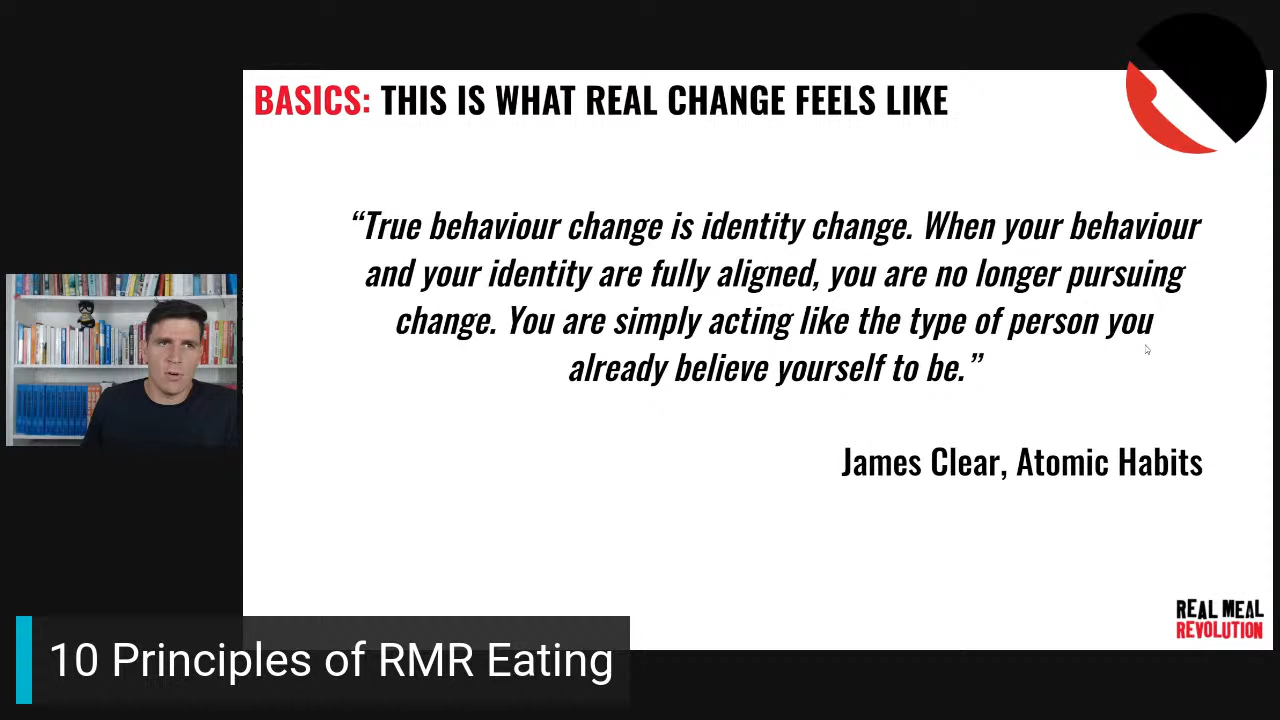 BASICS: THIS IS WHAT REAL CHANGE FEELS LIKE
“True behaviour change is identity change. When your behaviour
and your identity are fully aligned, you are no longer pursuing
change. You are simply acting like the type of person you
already believe yourself to be.”
James Clear, Atomic Habits
REAL MEAL
REVOLUTION
10 Principles of RMR Eating